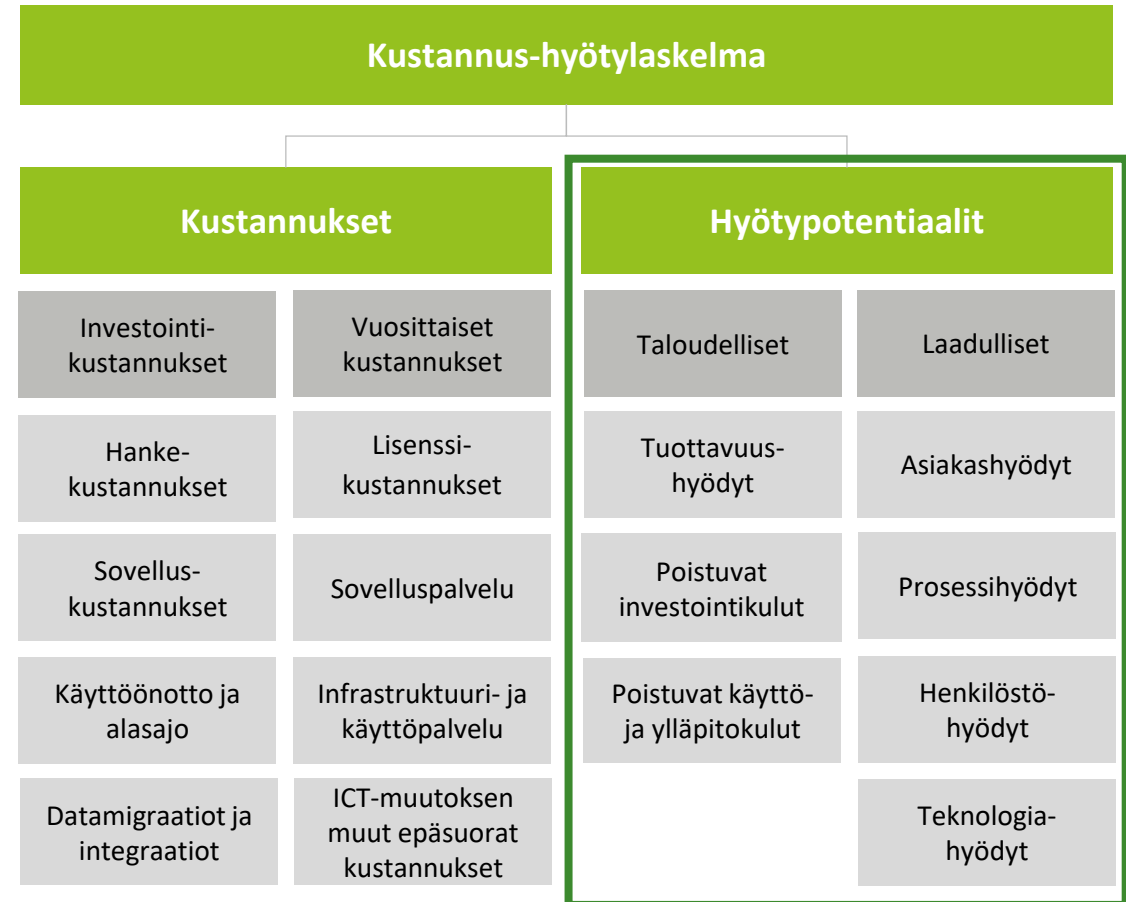 Kustannus-hyötylaskelma
Kustannukset
Hyötypotentiaalit
Investointi-
kustannukset
Vuosittaiset
kustannukset
Taloudelliset
Laadulliset
Hanke-
kustannukset
Lisenssi-
kustannukset
Tuottavuus-
hyödyt
Asiakashyödyt
Sovellus-
kustannukset
Sovelluspalvelu
Poistuvat
investointikulut
Prosessihyödyt
Käyttöönotto ja
alasajo
Infrastruktuuri- ja
käyttöpalvelu
Poistuvat käyttö-
ja ylläpitokulut
Henkilöstö-
hyödyt
Datamigraatiot ja
integraatiot
ICT-muutoksen
muut epäsuorat
kustannukset
Teknologia-
hyödyt